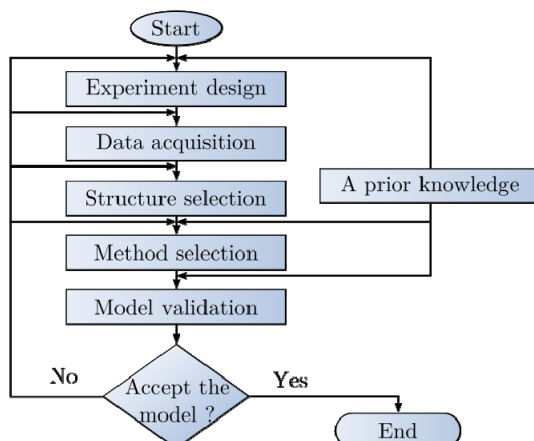 Start
Experiment design
Data acquisition
Structure selection
A prior knowledge
Method selection
Model validation
No
Accept the
model ?
Yes
End